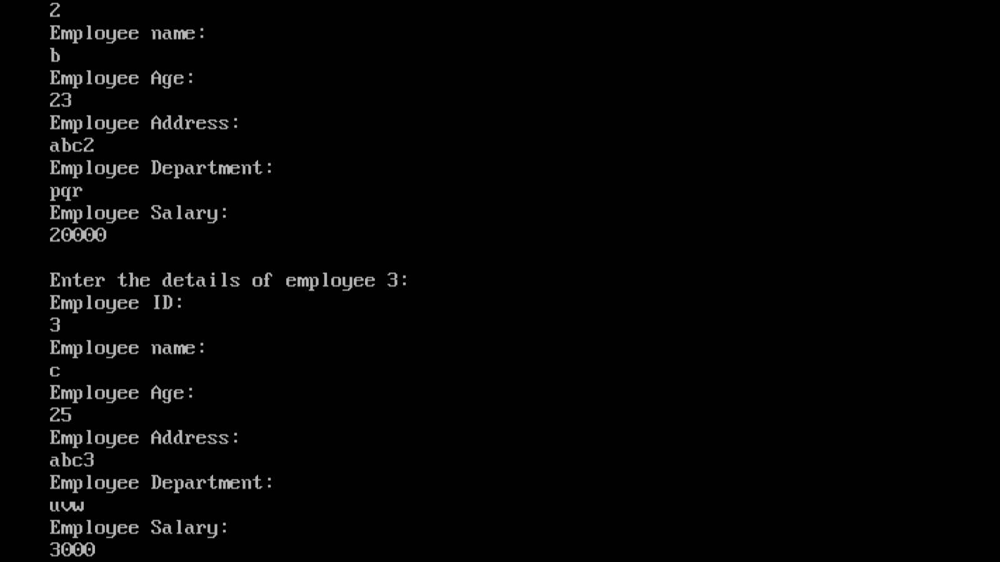 2
Employee name:
b
Employee Age:
23
Employee Address:
abc2
Employee Department:
pqr
Employee Salary:
20000
Enter the details of employee 3:
Employee ID:
3
Employee name:
c
Employee Age:
25
Employee Address:
abc3
Employee Department:
uvw
Employee Salary:
3000